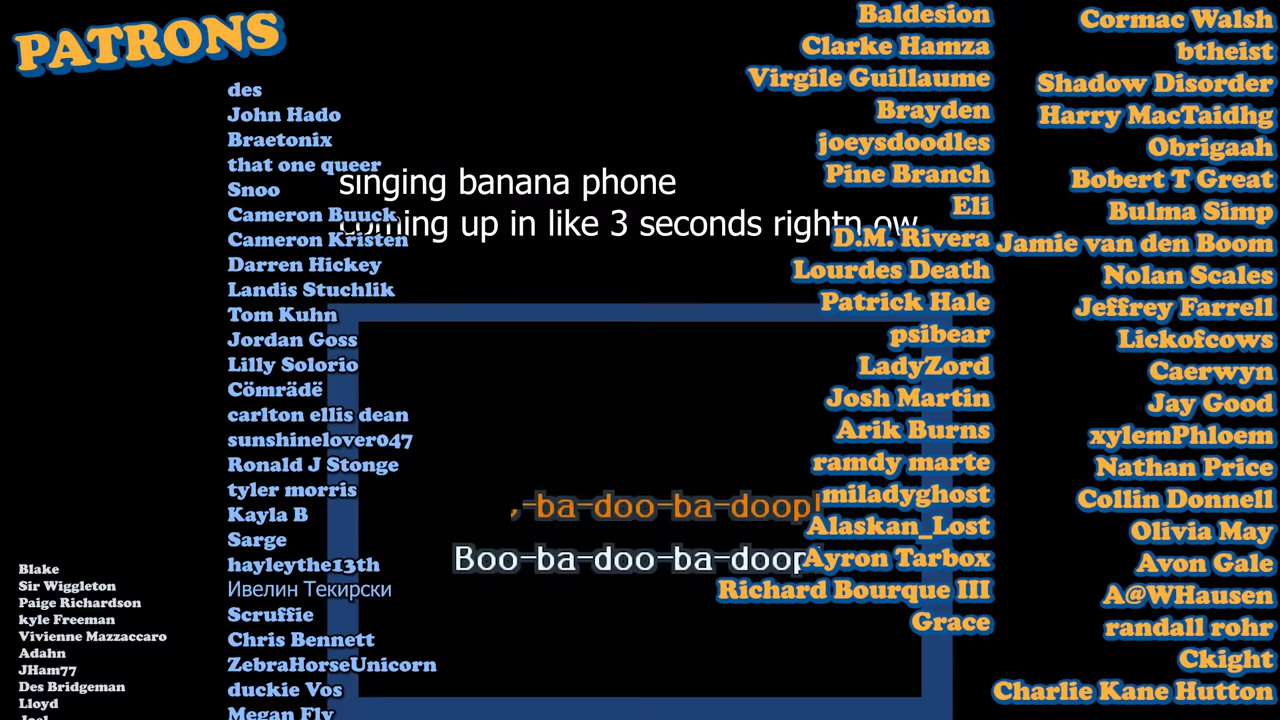 PATRONS
Blake
Sir Wiggleton
Paige Richardson
kyle Freeman
Vivienne Mazzaccaro
Adahn
JHam77
Des Bridgeman
Lloyd
Joel
des
John Hado
Braetonix
that one queer
Snoo
Cameron Buuck
Cameron Kristen
Darren Hickey
Landis Stuchlik
Tom Kuhn
Jordan Goss
Lilly Solorio
Cömrädë
carlton ellis dean
sunshinelover047
Ronald J Stonge
tyler morris
Kayla B
Sarge
hayleythe13th
Ивелин Текирски
Scruffie
Chris Bennett
ZebraHorseUnicorn
duckie Vos
Megan Fly
singing banana phone
coming up in like 3 seconds rightn ow
,-ba-doo-ba-doop!
Boo-ba-doo-ba-doop
Baldesion
Clarke Hamza
Virgile Guillaume
Brayden
joeysdoodles
Pine Branch
Eli
D.M. Rivera
Lourdes Death
Patrick Hale
psibear
LadyZord
Josh Martin
Arik Burns
ramdy marte
miladyghost
Alaskan_Lost
Ayron Tarbox
Richard Bourque III
Grace
Cormac Walsh
btheist
Shadow Disorder
Harry MacTaidhg
Obrigaah
Bobert T Great
Bulma Simp
Jamie van den Boom
Nolan Scales
Jeffrey Farrell
Lickofcows
Caerwyn
Jay Good
xylemPhloem
Nathan Price
Collin Donnell
Olivia May
Avon Gale
A@WHausen
randall rohr
Ckight
Charlie Kane Hutton